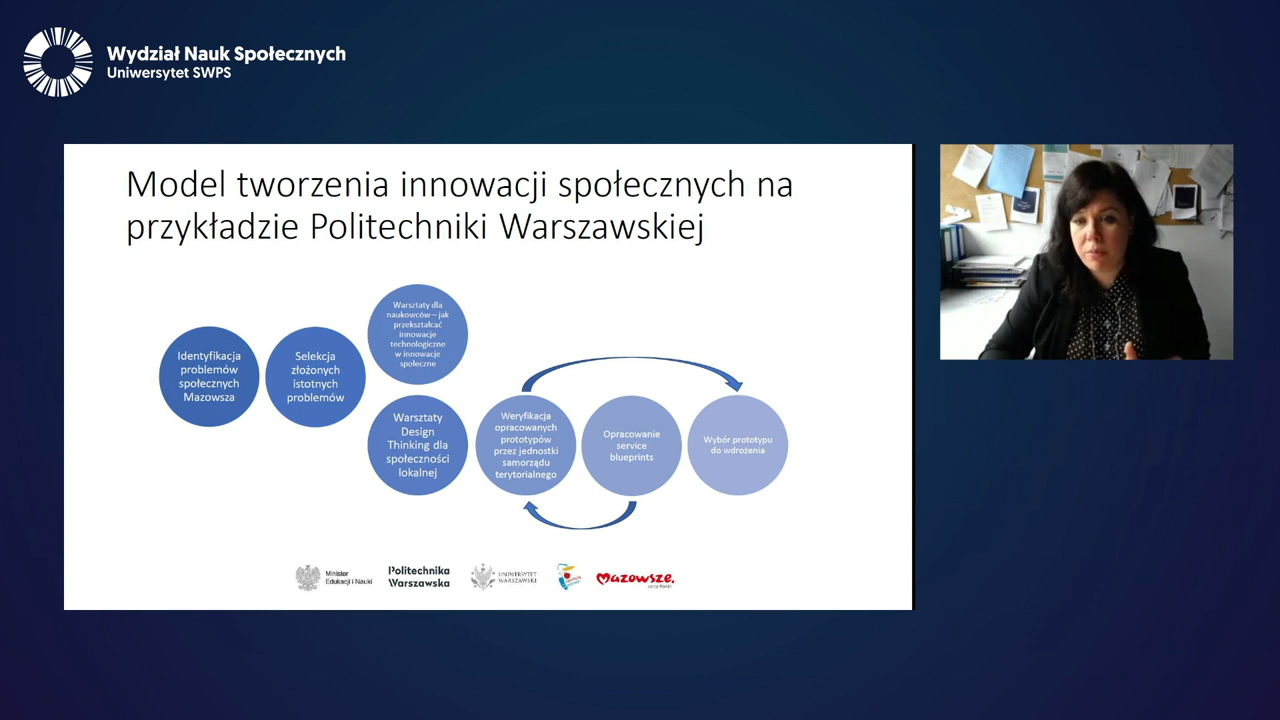 Wydział Nauk Społecznych
Uniwersytet SWPS
Model tworzenia innowacji społecznych na
przykładzie Politechniki Warszawskiej
Identyfikacja
problemów
społecznych
Mazowsza
Selekcja
złożonych
istotnych
problemów
Warsztaty dla
naukowców – jak
przekształcać
innowacje
technologiczne
w innowacje
społeczne
Warsztaty
Design
Thinking dla
społeczności
lokalnej
Weryfikacja
opracowanych
prototypów
przez jednostki
samorządu
terytorialnego
Opracowanie
service
blueprints
Wybór prototypu
do wdrożenia
Minister
Edukacji i Nauki
Politechnika
Warszawska
UNIWERSYTET
WARSZAWSKI
Mazowsze.
serce Polski